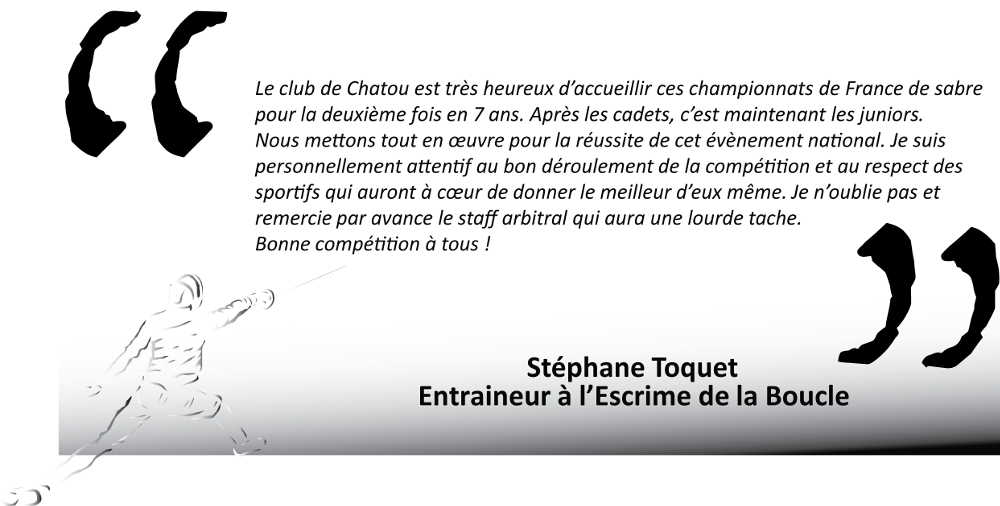 Le club de Chatou est très heureux d’accueillir ces championnats de France de sabre
pour la deuxième fois en 7 ans. Après les cadets, c’est maintenant les juniors.
Nous mettons tout en œuvre pour la réussite de cet évènement national. Je suis
personnellement attentif au bon déroulement de la compétition et au respect des
sportifs qui auront à cœur de donner le meilleur d’eux même. Je n’oublie pas et
remercie par avance le staff arbitral qui aura une lourde tache.
Bonne compétition à tous !
Stéphane Toquet
Entraineur à l’Escrime de la Boucle